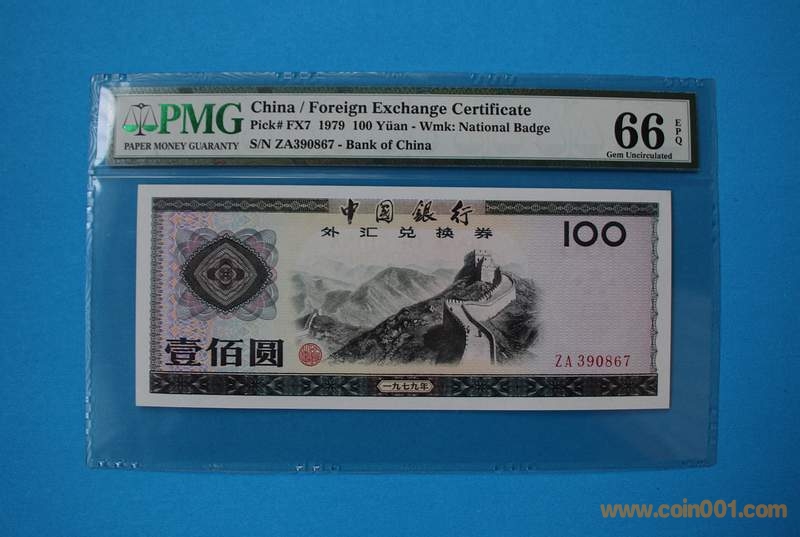 PMG
PAPER MONEY GUARANTY
China / Foreign Exchange Certificate
Pick# FX7 1979 100 Yüan - Wmk: National Badge
S/N ZA390867 - Bank of China
66
EPQ
Gem Uncirculated
中国银行
外汇兑换券
100
壹佰圆
ZA390867
一九七九年
www.coin001.com